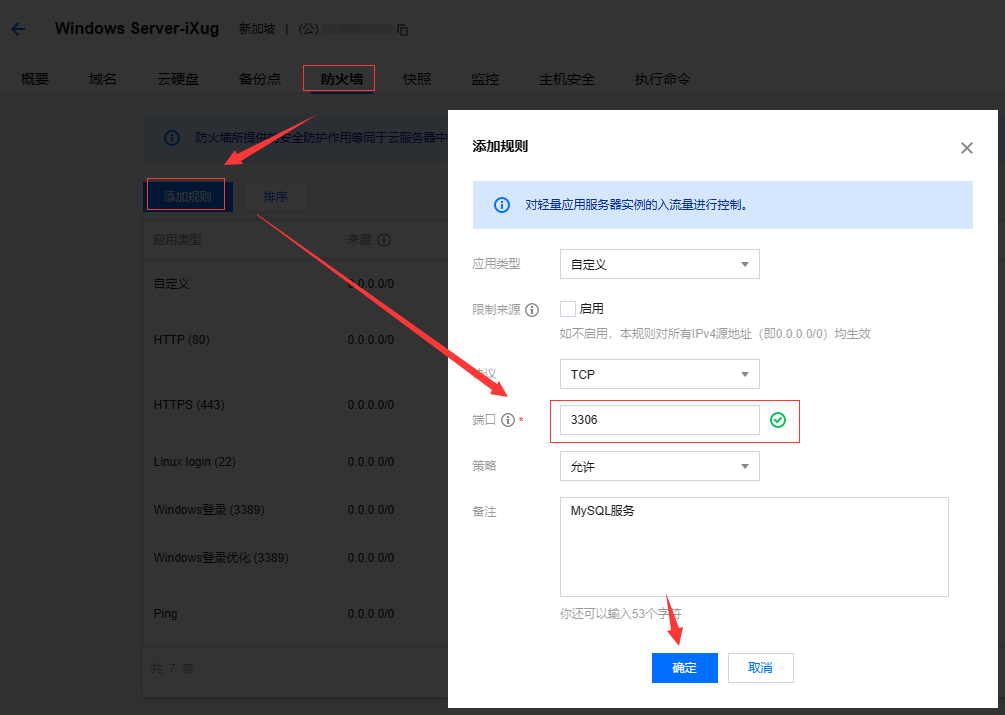 Windows Server-iXug 新加坡 | (公)
概要 域名 云硬盘 备份点 防火墙 快照 监控 主机安全 执行命令
防火墙所提供的安全防护作用等同于云服务器中
添加规则 排序
应用类型 来源
自定义 0.0.0.0/0
HTTP (80) 0.0.0.0/0
HTTPS (443) 0.0.0.0/0
Linux login (22) 0.0.0.0/0
Windows登录 (3389) 0.0.0.0/0
Windows登录优化 (3389) 0.0.0.0/0
Ping 0.0.0.0/0
共 7 条
添加规则
对轻量应用服务器实例的入流量进行控制。
应用类型 自定义
限制来源 启用
如不启用，本规则对所有IPv4源地址（即0.0.0.0/0）均生效
协议 TCP
端口 * 3306
策略 允许
备注 MySQL服务
你还可以输入53个字符
确定 取消